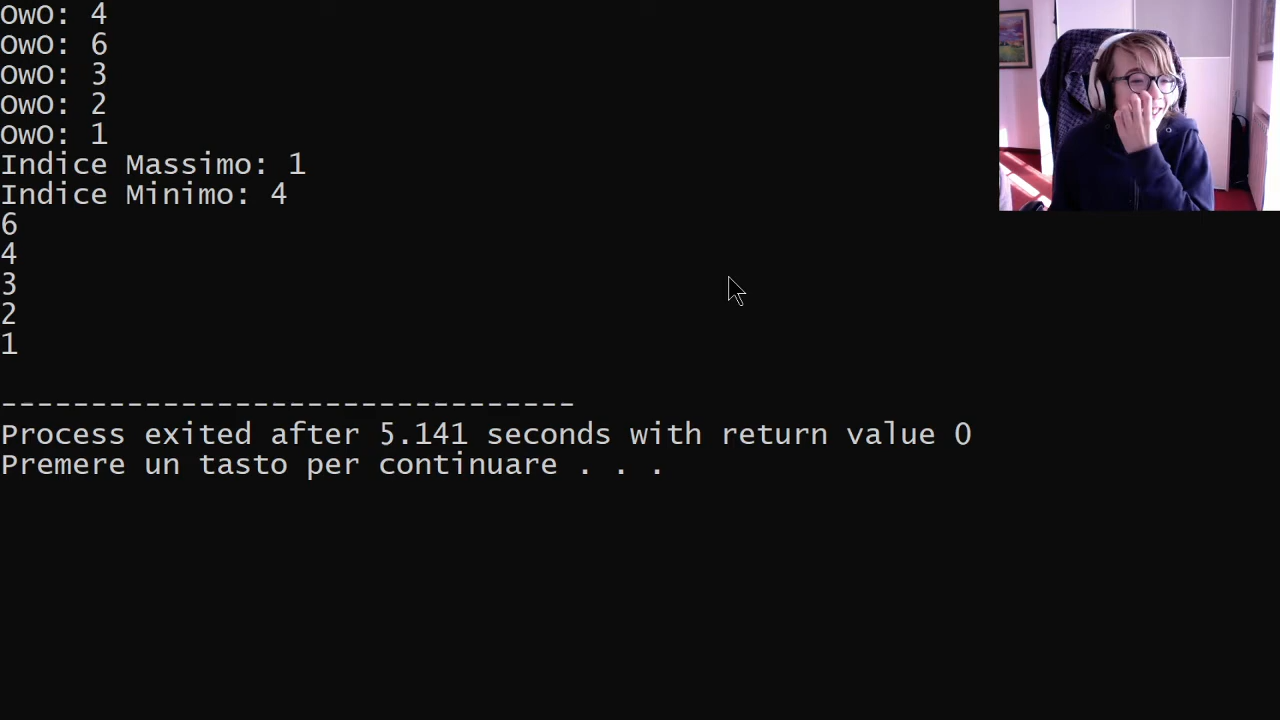 OwO: 4
OwO: 6
OwO: 3
OwO: 2
OwO: 1
Indice Massimo: 1
Indice Minimo: 4
6
4
3
2
1
--------------------------------
Process exited after 5.141 seconds with return value 0
Premere un tasto per continuare . . .